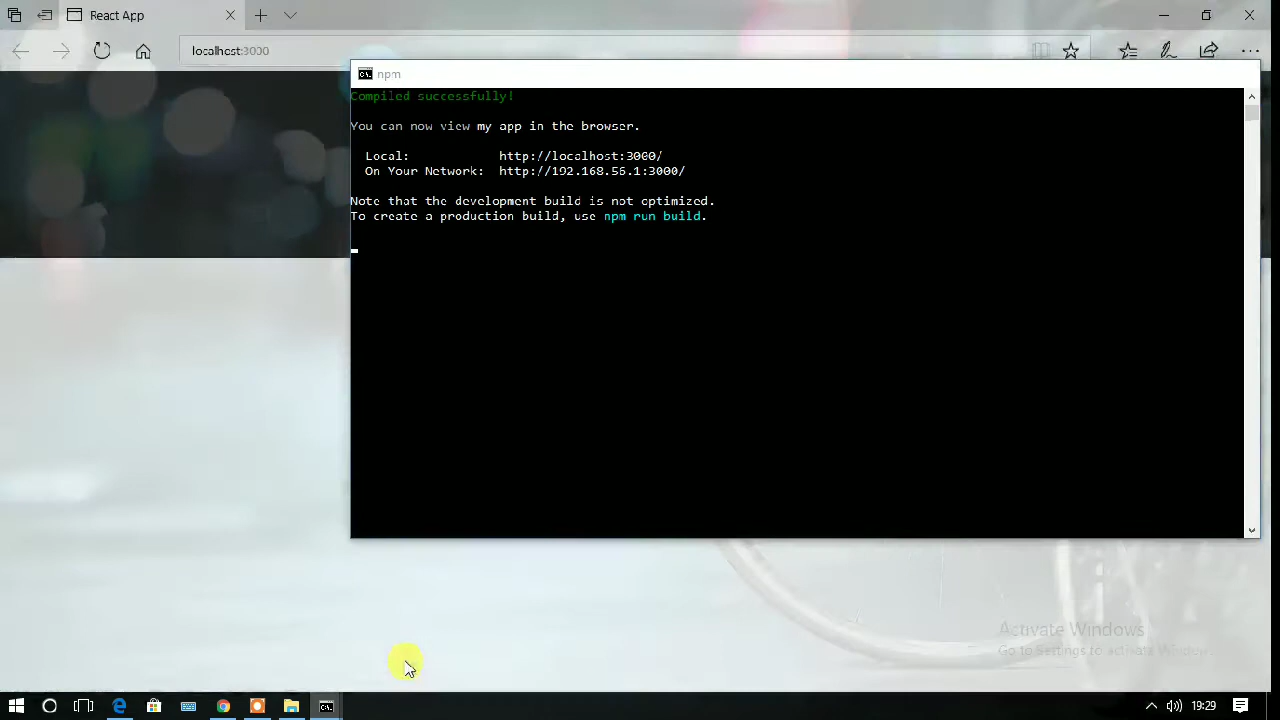 React App
localhost:3000
npm
Compiled successfully!
You can now view my app in the browser.
Local: http://localhost:3000/
On Your Network: http://192.168.56.1:3000/
Note that the development build is not optimized.
To create a production build, use npm run build.
Activate Windows
Go to Settings to activate Windows.
19:29